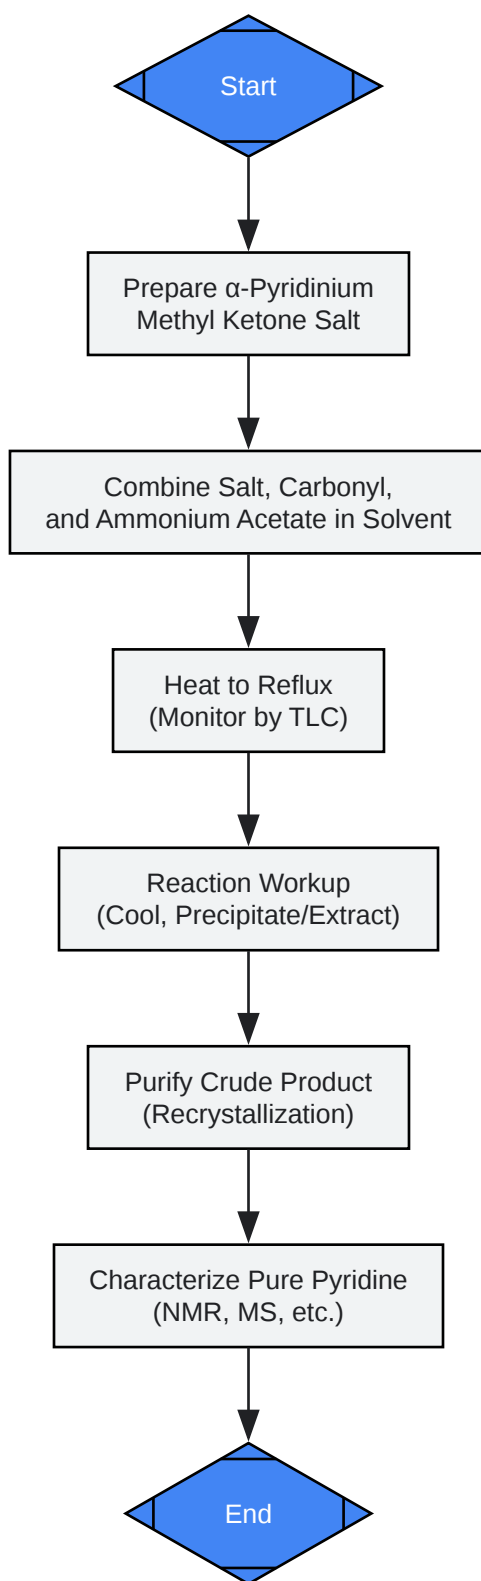 Start
Prepare α-Pyridinium
Methyl Ketone Salt
Combine Salt, Carbonyl,
and Ammonium Acetate in Solvent
Heat to Reflux
(Monitor by TLC)
Reaction Workup
(Cool, Precipitate/Extract)
Purify Crude Product
(Recrystallization)
Characterize Pure Pyridine
(NMR, MS, etc.)
End